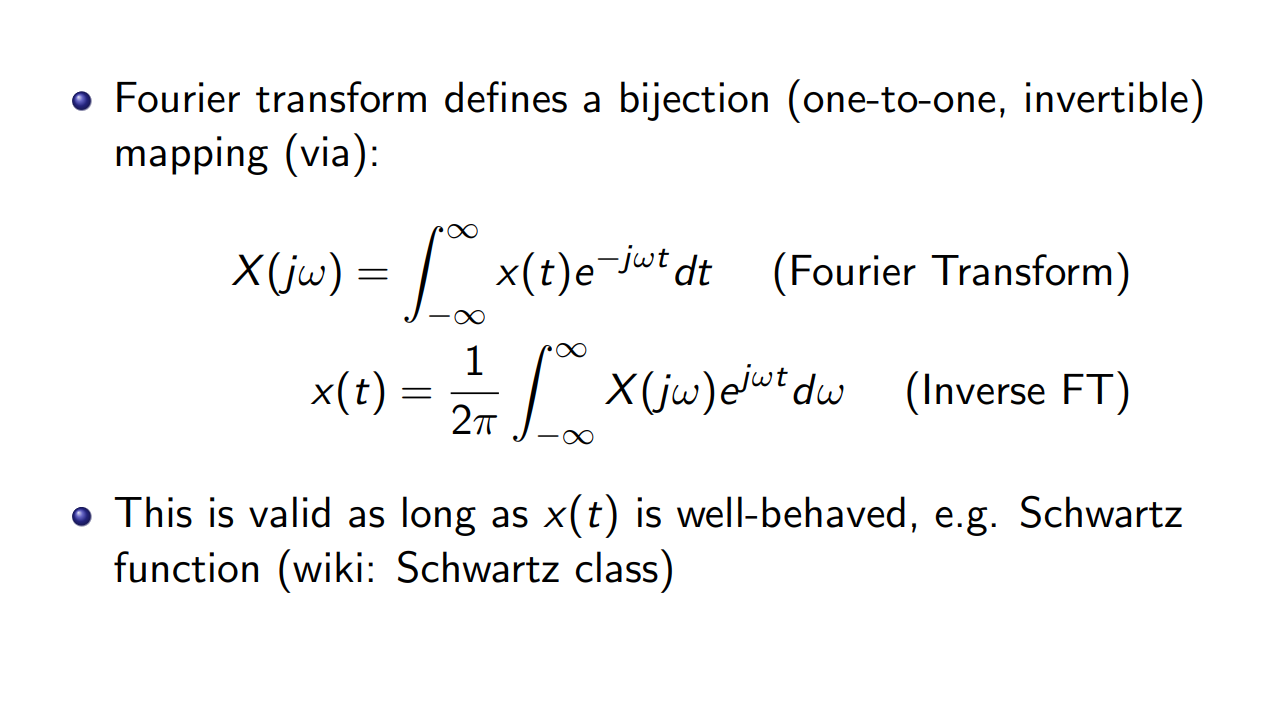 • Fourier transform defines a bijection (one-to-one, invertible)
mapping (via):
X(jω) = ∫_{−∞}^{∞} x(t)e^{−jωt} dt (Fourier Transform)
x(t) = \frac{1}{2π} ∫_{−∞}^{∞} X(jω)e^{jωt} dω (Inverse FT)
• This is valid as long as x(t) is well-behaved, e.g. Schwartz
function (wiki: Schwartz class)